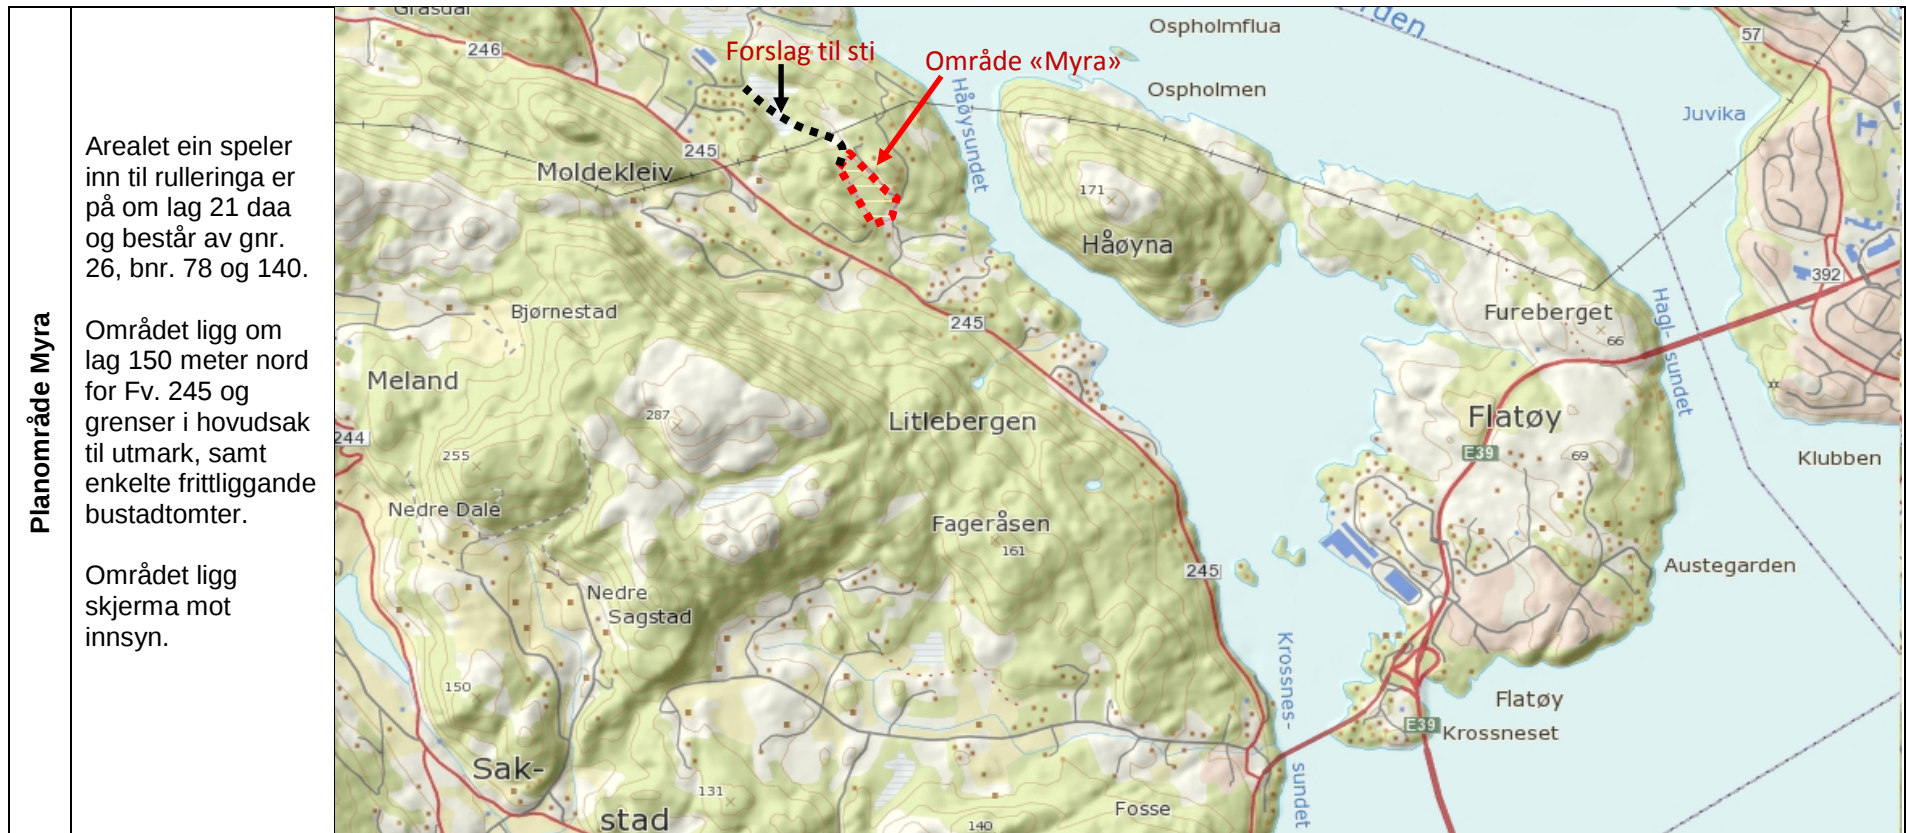 Planområde Myra
Arealet ein speler
inn til rulleringa er
på om lag 21 daa
og består av gnr.
26, bnr. 78 og 140.
Området ligg om
lag 150 meter nord
for Fv. 245 og
grenser i hovudsak
til utmark, samt
enkelte frittliggande
bustadtomter.
Området ligg
skjerma mot
innsyn.
246
Forslag til sti
Område «Myra»
Ospholmflua
Ospholmen
57
Juvika
Håøysundet
245
Moldekleiv
171
Håøyna
392
Bjørnestad
245
Fureberget
66
Hagl-
sundet
Meland
287
Litlebergen
Flatøy
244
255
E39
69
Klubben
Nedre Dale
Fageråsen
161
245
Austegarden
Nedre
Sagstad
Krossnes-
sundet
150
Flatøy
E39
Krossneset
Sak-
stad
131
140
Fosse